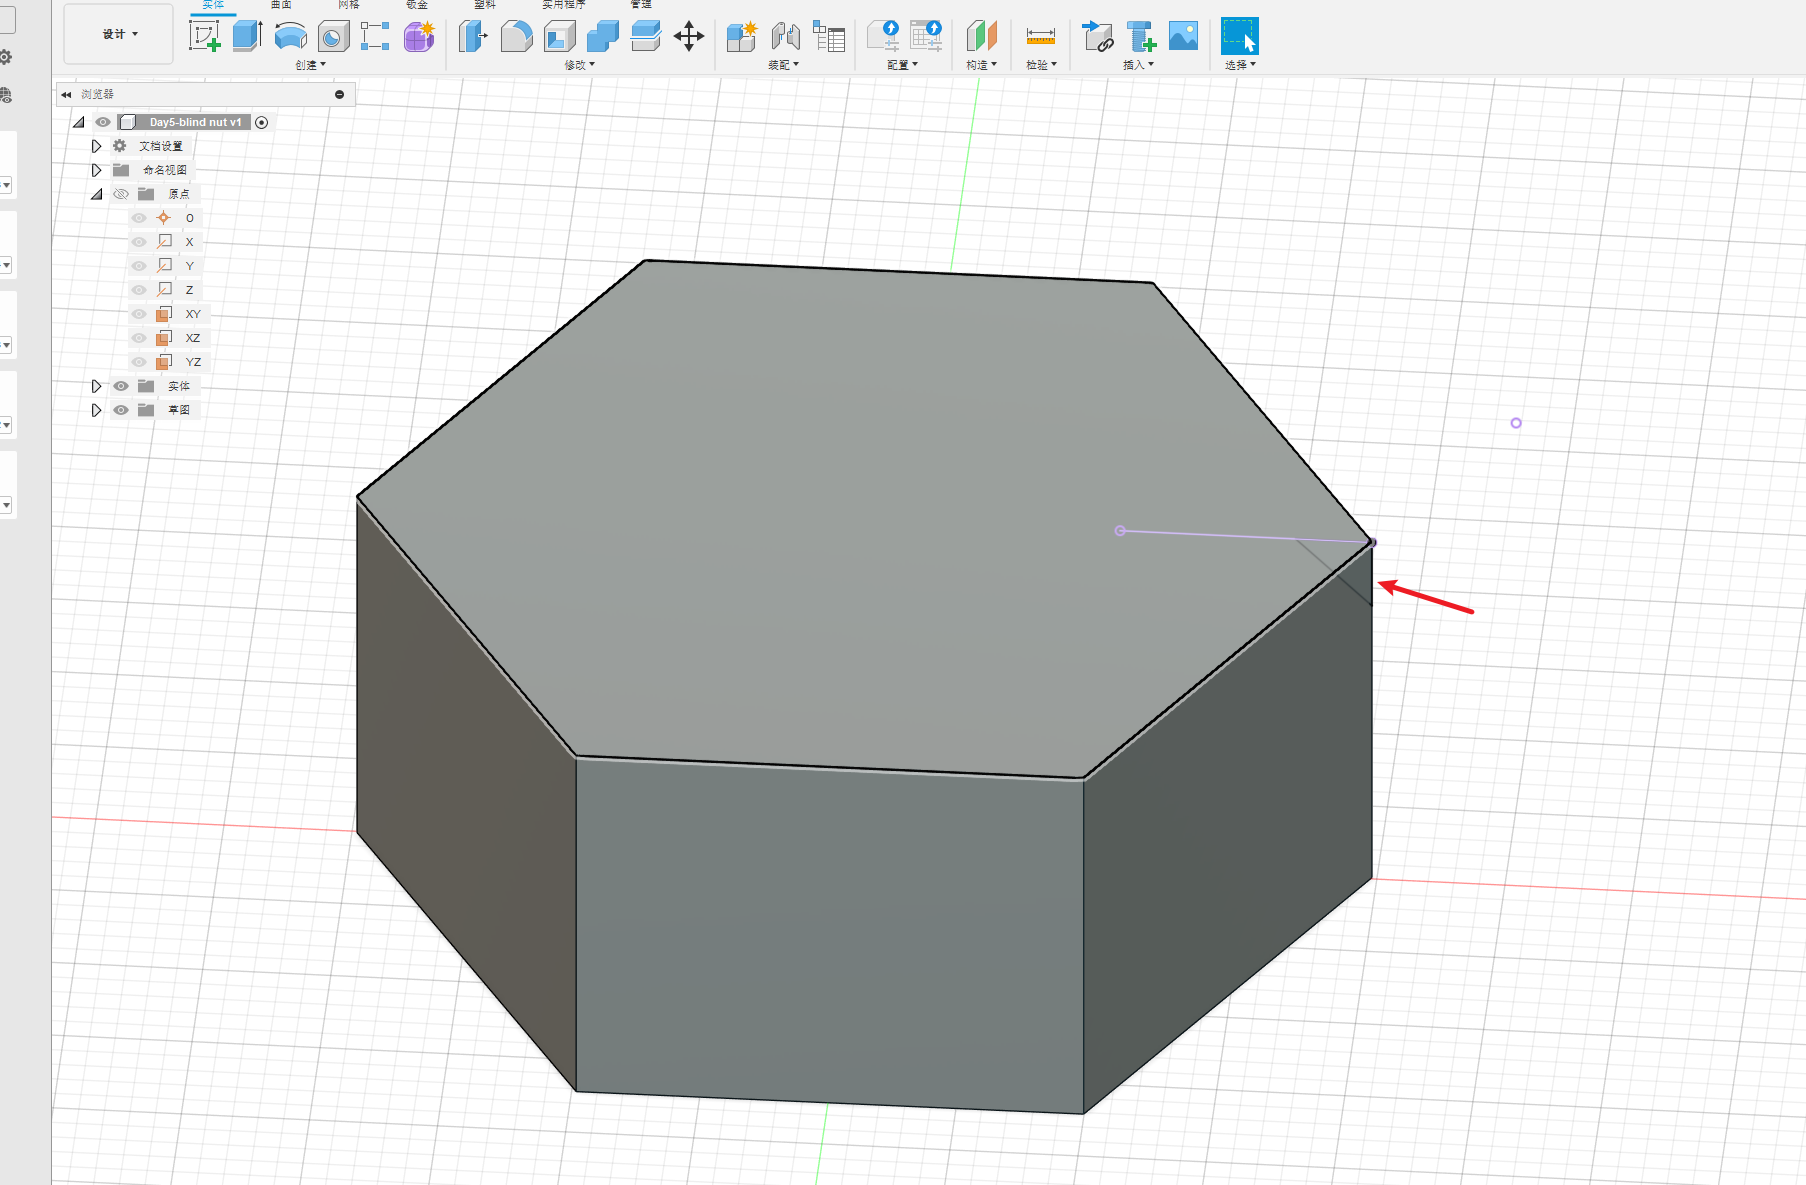 实体 曲面 网格 钣金 塑料 实用程序 管理
设计
创建 修改 装配 配置 构造 检验 插入 选择
浏览器
Day5-blind nut v1
文档设置
命名视图
原点
O
X
Y
Z
XY
XZ
YZ
实体
草图